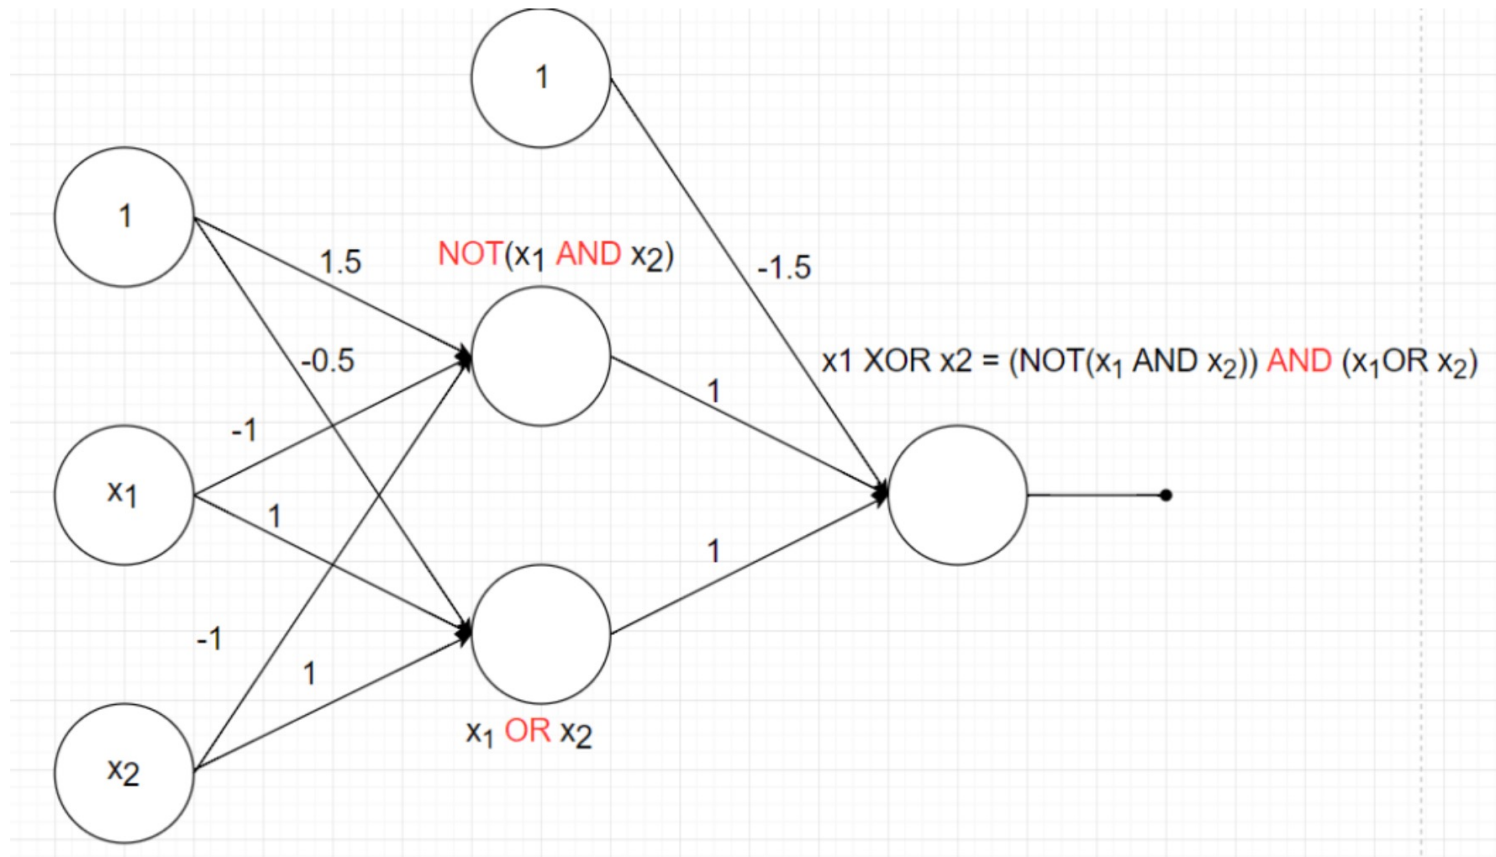 1
1
1.5
NOT(x₁ AND x₂)
-1.5
-0.5
x1 XOR x2 = (NOT(x₁ AND x₂)) AND (x₁OR x₂)
1
-1
x₁
1
1
-1
1
x₁ OR x₂
x₂